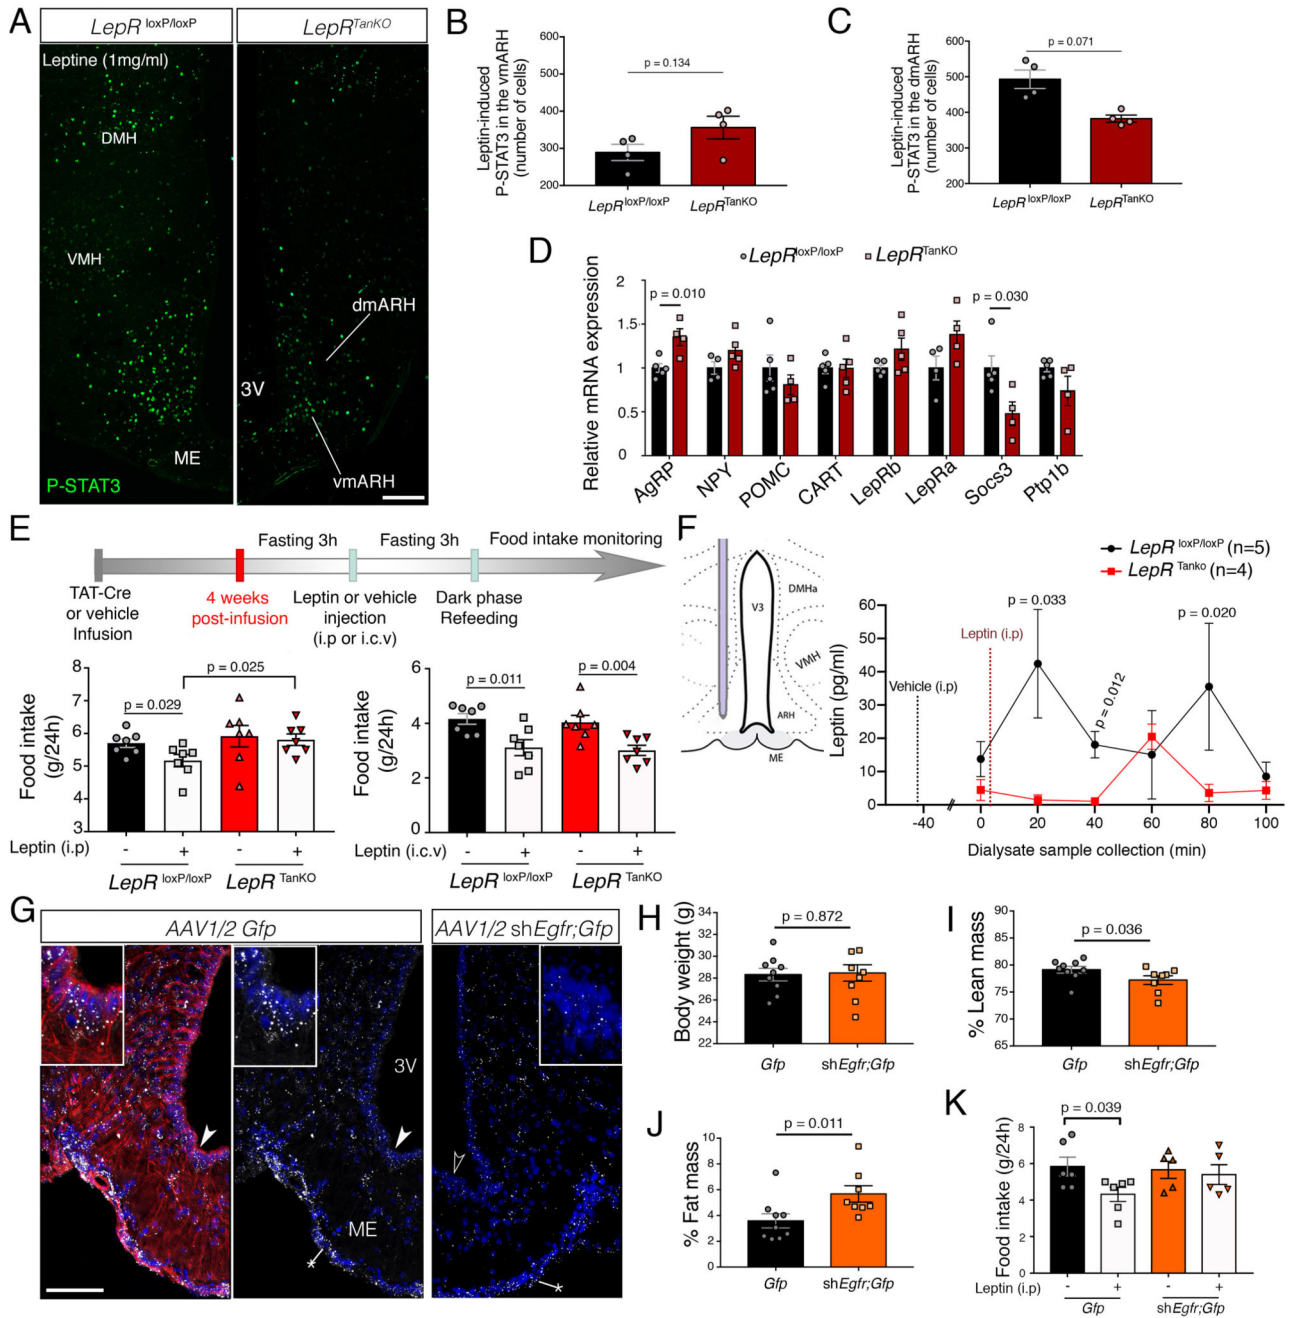 A
LepR loxP/loxP
LepR TanKO
Leptine (1mg/ml)
DMH
VMH
dmARH
3V
ME
vmARH
P-STAT3
B
Leptin-induced
P-STAT3 in the vmARH
(number of cells)
600
500
400
300
200
p = 0.134
LepR loxP/loxP
LepR TanKO
C
Leptin-induced
P-STAT3 in the dmARH
(number of cells)
600
500
400
300
200
p = 0.071
LepR loxP/loxP
LepR TanKO
D
LepR loxP/loxP
LepR TanKO
Relative mRNA expression
2
1.5
1
0.5
0
p = 0.010
p = 0.030
AgRP
NPY
POMC
CART
LepRb
LepRa
Socs3
Ptp1b
E
Fasting 3h
Fasting 3h
Food intake monitoring
TAT-Cre
or vehicle
Infusion
4 weeks
post-infusion
Leptin or vehicle
injection
(i.p or i.c.v)
Dark phase
Refeeding
Food intake
(g/24h)
8
7
6
5
4
3
p = 0.029
p = 0.025
Leptin (i.p)
-
+
-
+
LepR loxP/loxP
LepR TanKO
Food intake
(g/24h)
6
4
2
0
p = 0.011
p = 0.004
Leptin (i.c.v)
-
+
-
+
LepR loxP/loxP
LepR TanKO
F
DMHa
V3
VMH
ARH
ME
LepR loxP/loxP (n=5)
LepR Tanko (n=4)
Leptin (pg/ml)
60
50
40
30
20
10
0
Vehicle (i.p)
Leptin (i.p)
p = 0.033
p = 0.012
p = 0.020
-40
0
20
40
60
80
100
Dialysate sample collection (min)
G
AAV1/2 Gfp
AAV1/2 shEgfr;Gfp
3V
ME
*
*
H
Body weight (g)
34
32
30
28
26
24
22
p = 0.872
Gfp
shEgfr;Gfp
I
% Lean mass
90
85
80
75
70
65
p = 0.036
Gfp
shEgfr;Gfp
J
% Fat mass
10
8
6
4
2
0
p = 0.011
Gfp
shEgfr;Gfp
K
Food intake (g/24h)
8
6
4
2
0
p = 0.039
Leptin (i.p)
-
+
-
+
Gfp
shEgfr;Gfp